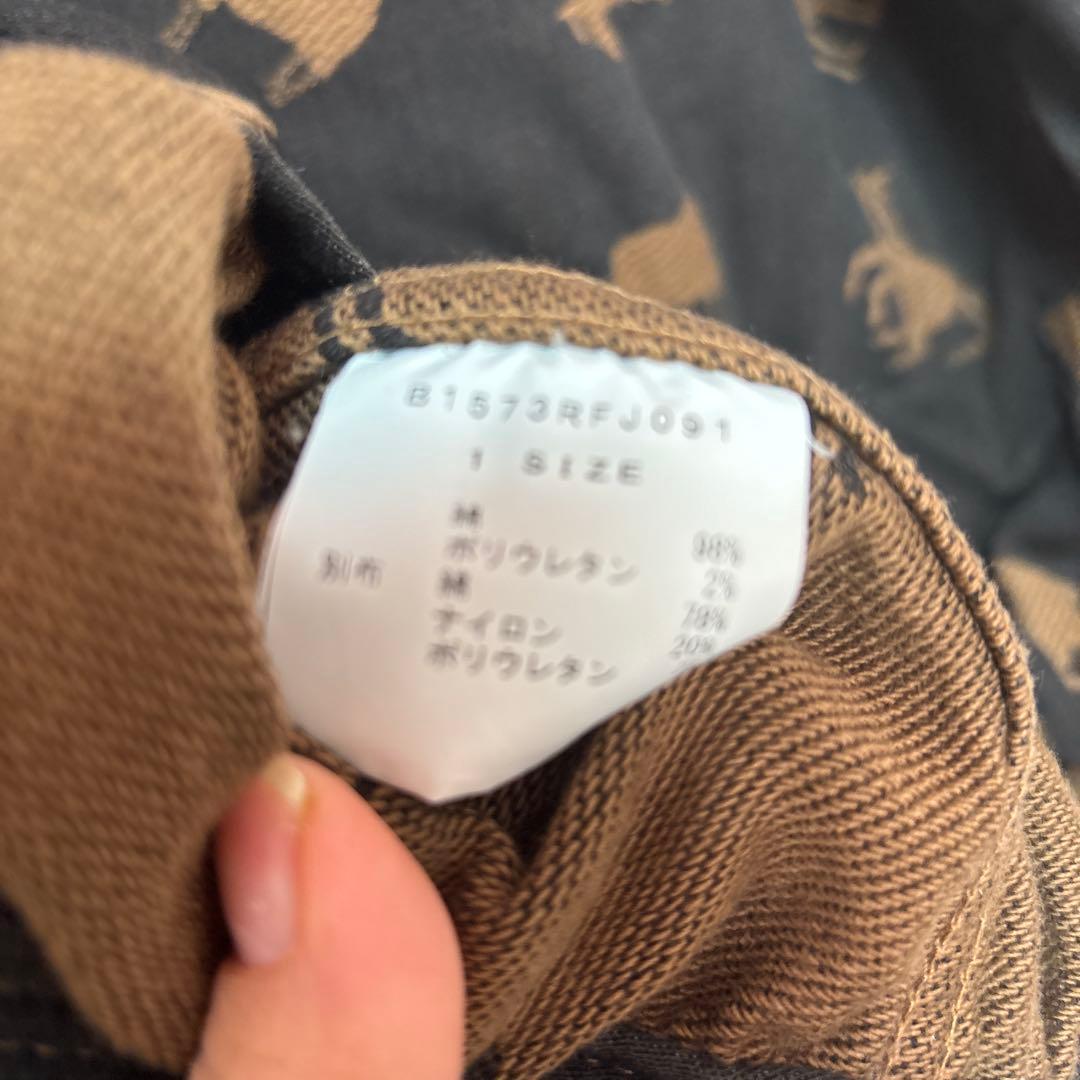 B1573RFJ091
1 SIZE
綿 98%
ポリウレタン 2%
別布 綿 78%
ナイロン 20%
ポリウレタン